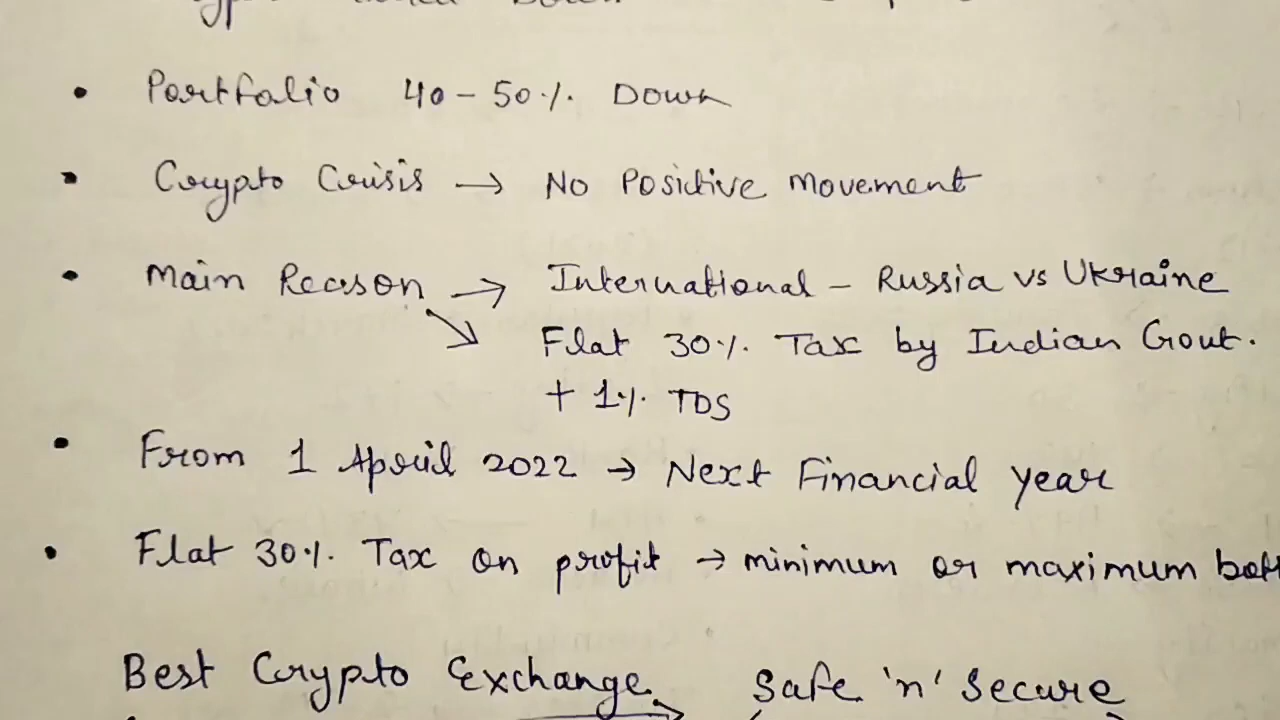 • Portfolio 40-50% Down
• Crypto Crisis → No Positive Movement
• Main Reason → International - Russia vs Ukraine
↘ Flat 30% Tax by Indian Govt.
+ 1% TDS
• From 1 April 2022 → Next Financial year
• Flat 30% Tax on profit → minimum or maximum
Best Crypto Exchange → Safe 'n' Secure